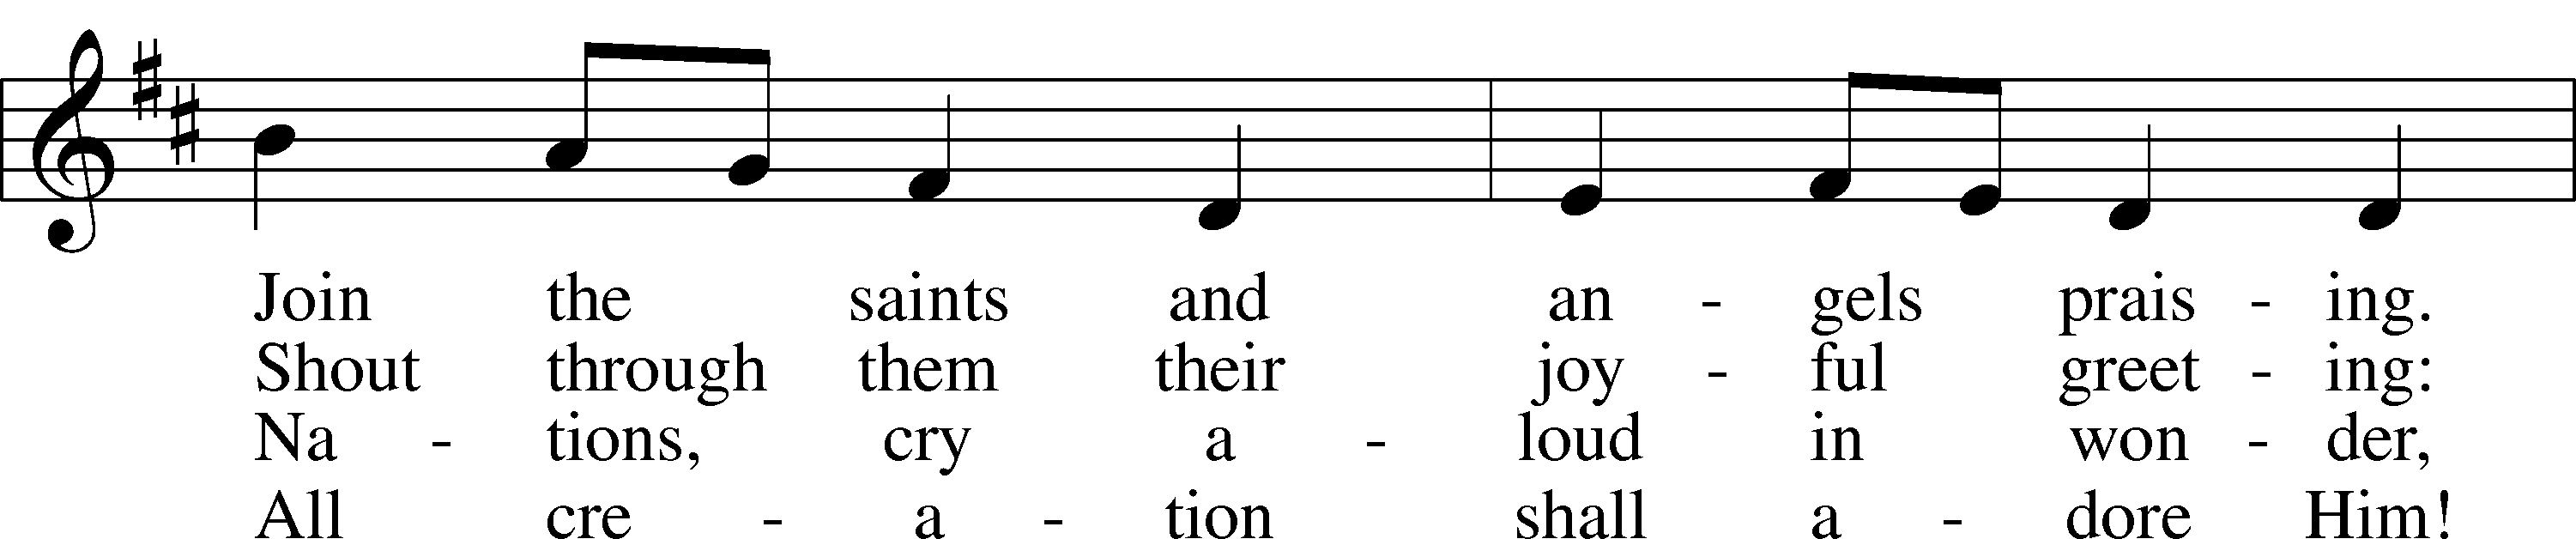 Join the saints and an - gels prais - ing.
Shout through them their joy - ful greet - ing:
Na - tions, cry a - loud in won - der,
All cre - a - tion shall a - dore Him!